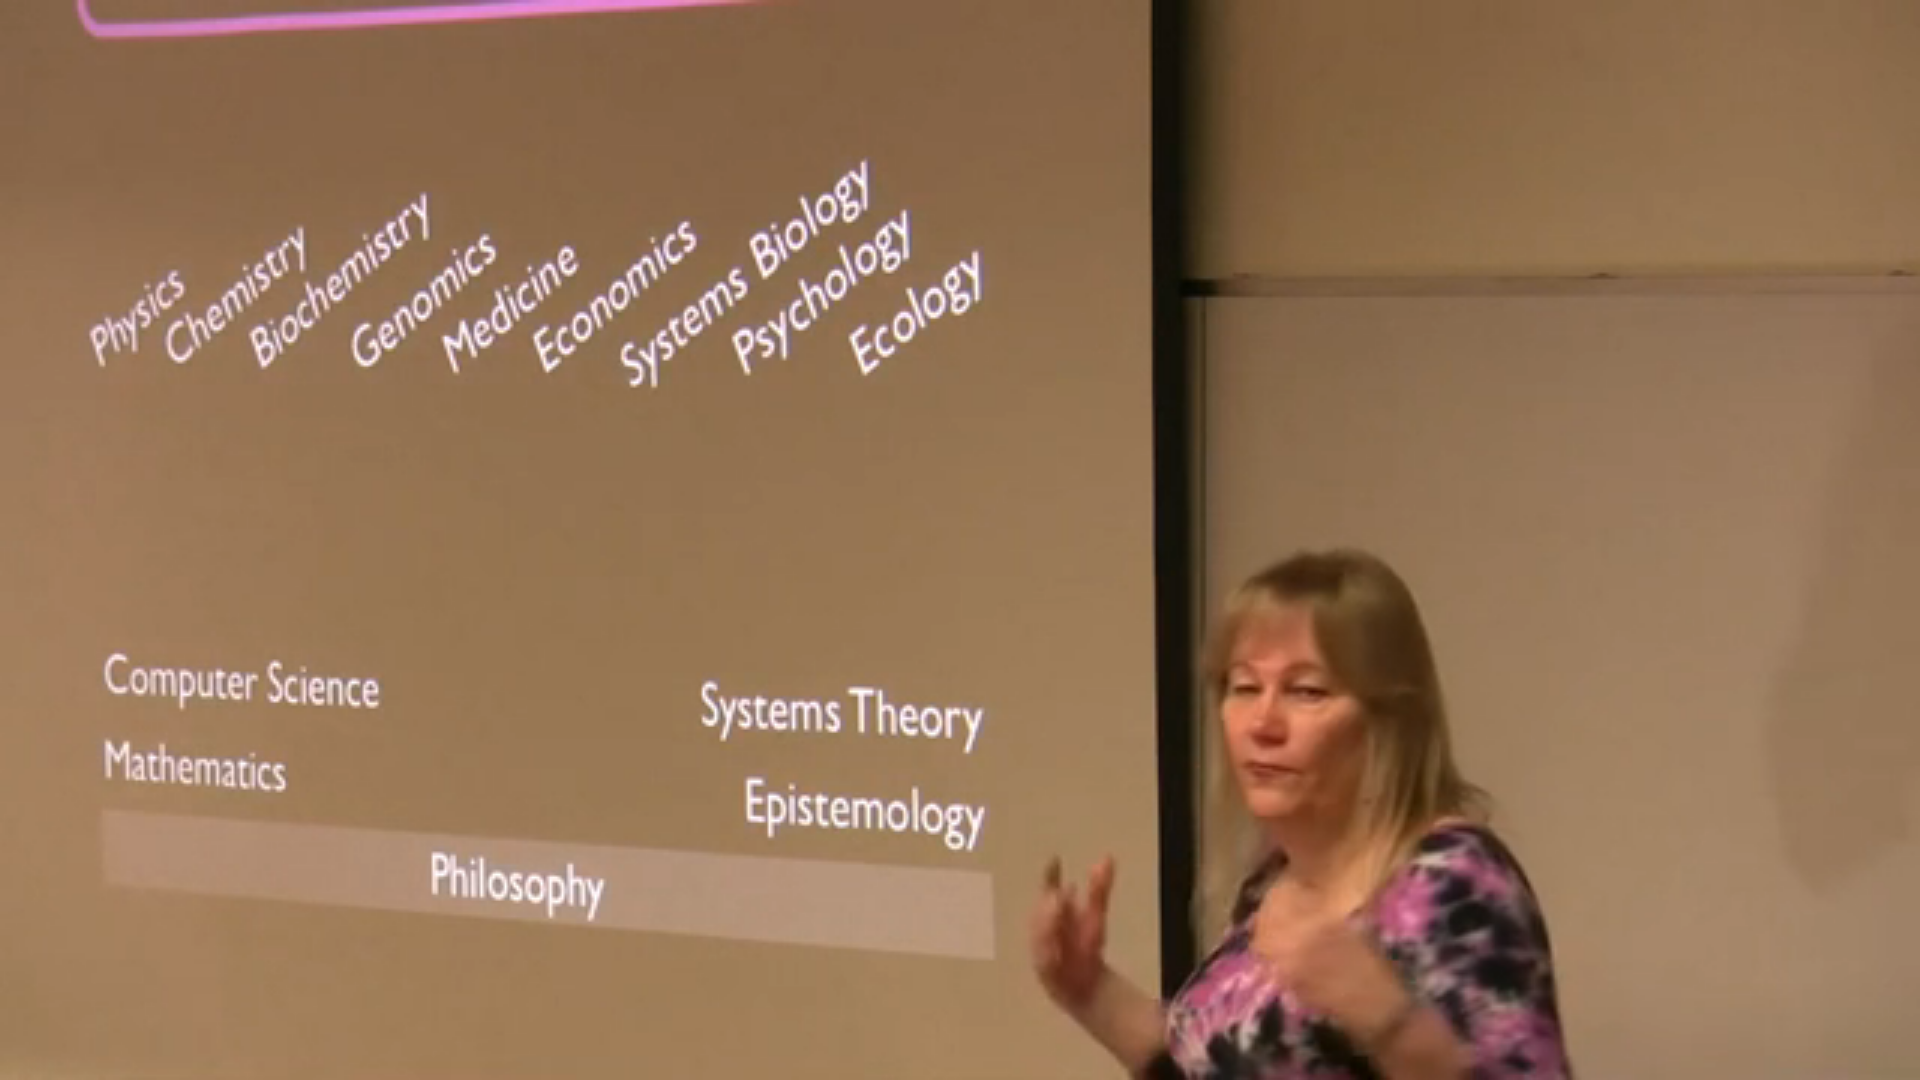 Physics
Chemistry
Biochemistry
Genomics
Medicine
Economics
Systems Biology
Psychology
Ecology
Computer Science
Systems Theory
Mathematics
Epistemology
Philosophy